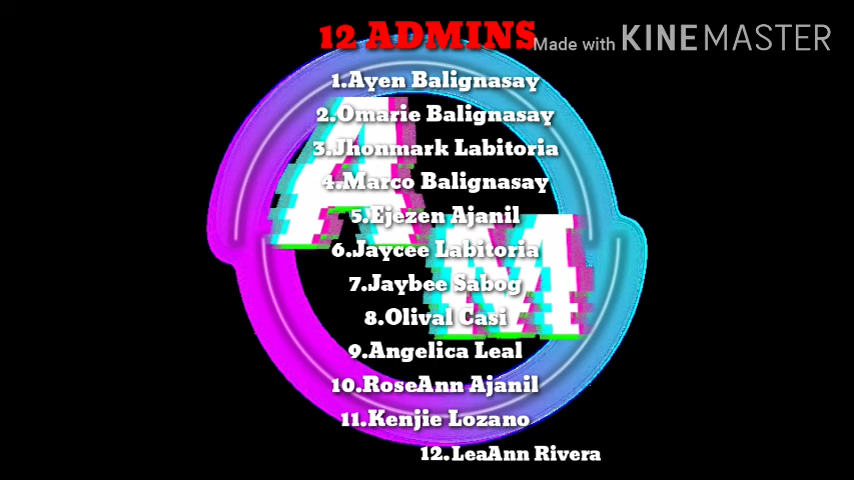 12 ADMINS
Made with KINEMASTER
1.Ayen Balignasay
2.Omarie Balignasay
3.Jhonmark Labitoria
4.Marco Balignasay
5.Ejezen Ajanil
6.Jaycee Labitoria
7.Jaybee Sabog
8.Olival Casi
9.Angelica Leal
10.RoseAnn Ajanil
11.Kenjie Lozano
12.LeaAnn Rivera
AM